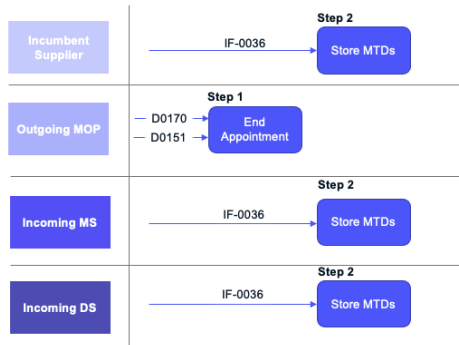 Step 2
Incumbent
Supplier
IF-0036
Store MTDs
Step 1
Outgoing MOP
D0170
D0151
End
Appointment
Step 2
Incoming MS
IF-0036
Store MTDs
Step 2
Incoming DS
IF-0036
Store MTDs